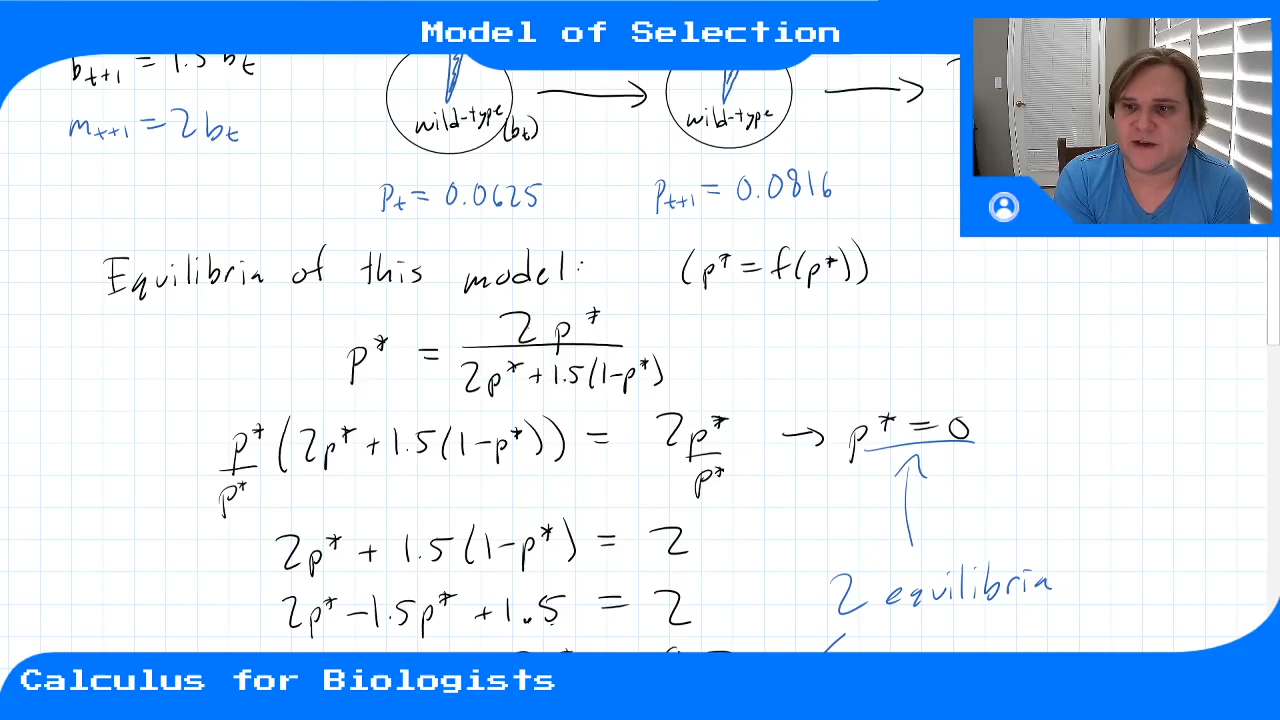 Model of Selection
b_{t+1} = 1.5 b_t
m_{t+1} = 2b_t
wild-type (b_t)
wild-type
p_t = 0.0625
p_{t+1} = 0.0816
Equilibria of this model: (p* = f(p*))
p* = 2p* / (2p* + 1.5(1-p*))
p*/p* (2p* + 1.5(1-p*)) = 2p*/p* → p* = 0
2p* + 1.5(1-p*) = 2
2 equilibria
2p* - 1.5p* + 1.5 = 2
Calculus for Biologists